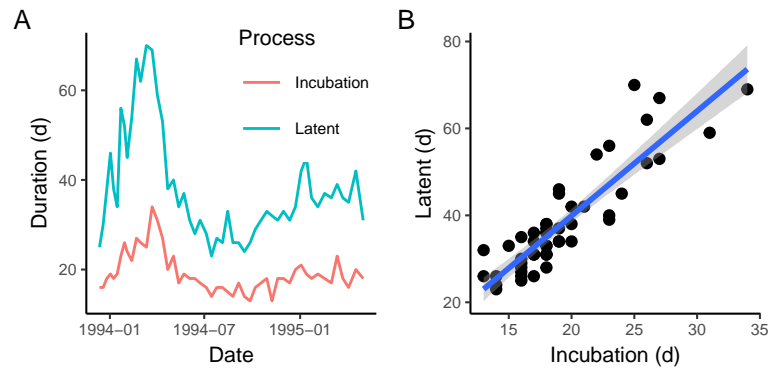 A
Process
Incubation
Latent
Duration (d)
60
40
20
1994−01
1994−07
1995−01
Date
B
Latent (d)
80
60
40
20
15
20
25
30
35
Incubation (d)